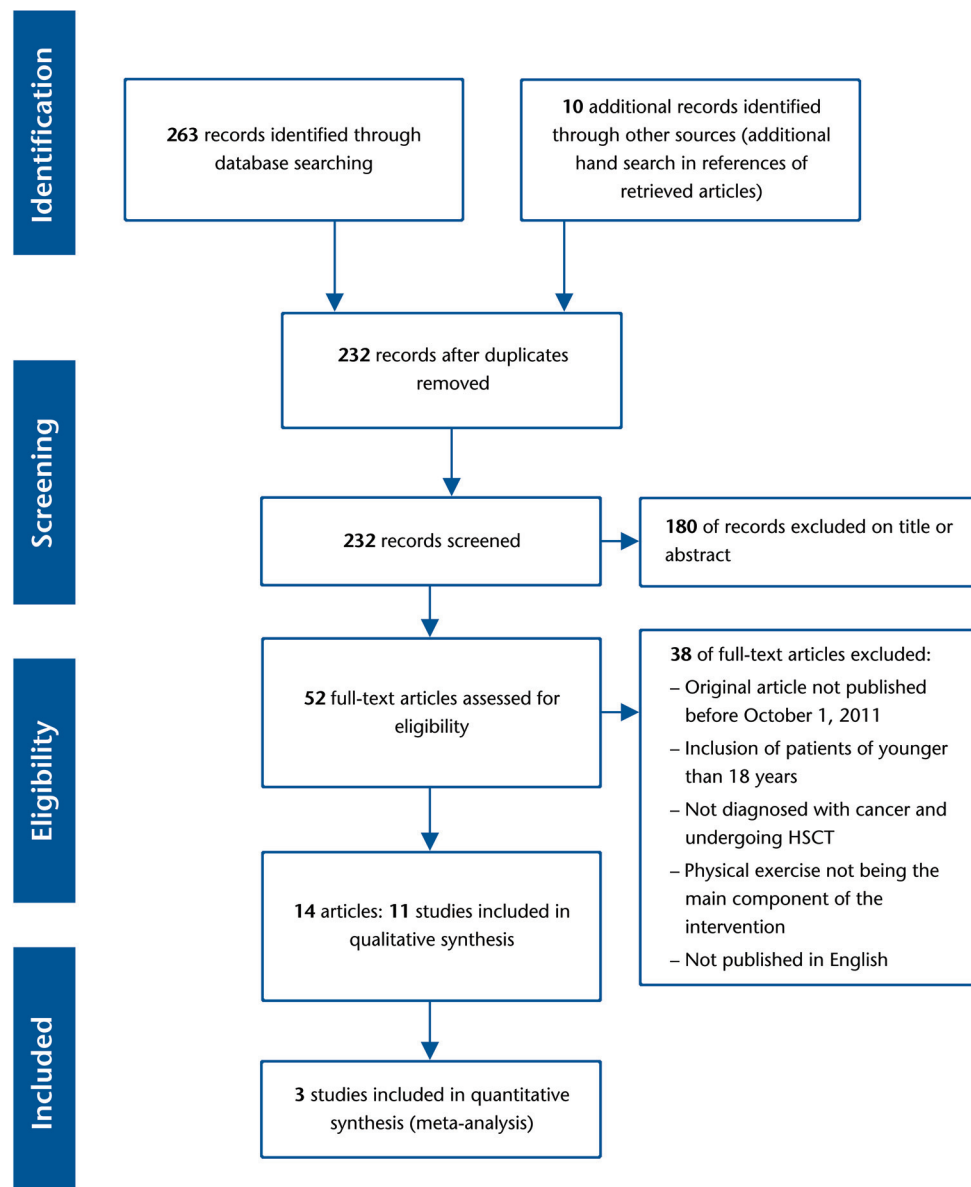 Identification
263 records identified through
database searching
10 additional records identified
through other sources (additional
hand search in references of
retrieved articles)
232 records after duplicates
removed
Screening
232 records screened
180 of records excluded on title or
abstract
Eligibility
52 full-text articles assessed for
eligibility
38 of full-text articles excluded:
– Original article not published
before October 1, 2011
– Inclusion of patients of younger
than 18 years
– Not diagnosed with cancer and
undergoing HSCT
– Physical exercise not being the
main component of the
intervention
– Not published in English
14 articles: 11 studies included in
qualitative synthesis
Included
3 studies included in quantitative
synthesis (meta-analysis)